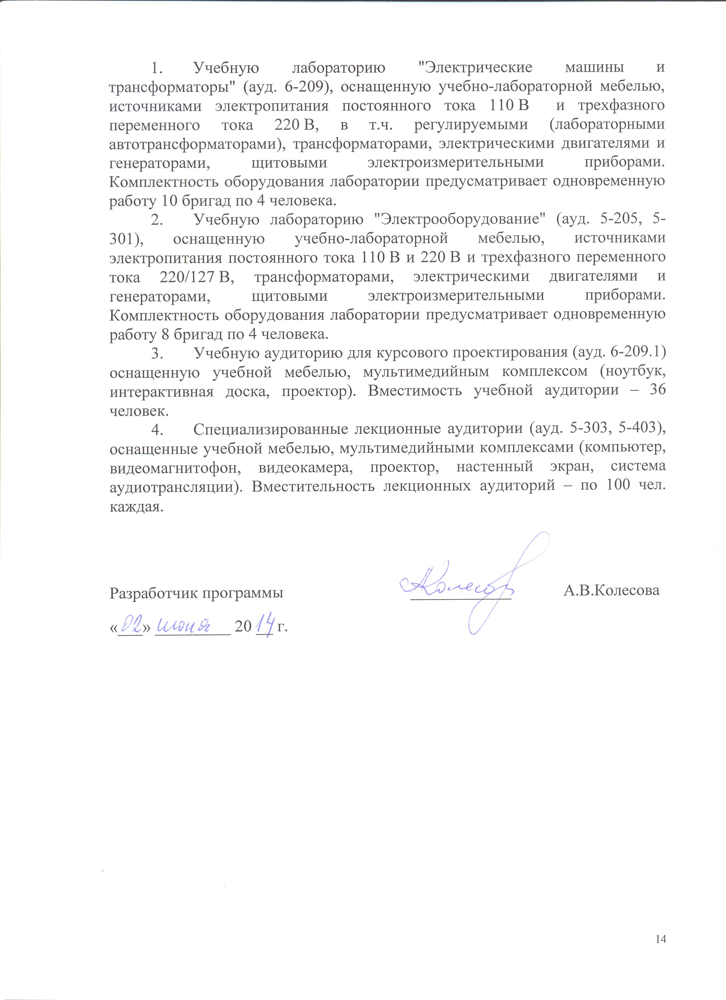 1. Учебную лабораторию "Электрические машины и
трансформаторы" (ауд. 6-209), оснащенную учебно-лабораторной мебелью,
источниками электропитания постоянного тока 110 В и трехфазного
переменного тока 220 В, в т.ч. регулируемыми (лабораторными
автотрансформаторами), трансформаторами, электрическими двигателями и
генераторами, щитовыми электроизмерительными приборами.
Комплектность оборудования лаборатории предусматривает одновременную
работу 10 бригад по 4 человека.
2. Учебную лабораторию "Электрооборудование" (ауд. 5-205, 5-
301), оснащенную учебно-лабораторной мебелью, источниками
электропитания постоянного тока 110 В и 220 В и трехфазного переменного
тока 220/127 В, трансформаторами, электрическими двигателями и
генераторами, щитовыми электроизмерительными приборами.
Комплектность оборудования лаборатории предусматривает одновременную
работу 8 бригад по 4 человека.
3. Учебную аудиторию для курсового проектирования (ауд. 6-209.1)
оснащенную учебной мебелью, мультимедийным комплексом (ноутбук,
интерактивная доска, проектор). Вместимость учебной аудитории – 36
человек.
4. Специализированные лекционные аудитории (ауд. 5-303, 5-403),
оснащенные учебной мебелью, мультимедийными комплексами (компьютер,
видеомагнитофон, видеокамера, проектор, настенный экран, система
аудиотрансляции). Вместительность лекционных аудиторий – по 100 чел.
каждая.
Разработчик программы Колесов А.В.Колесова
«02» июня 2014 г.
14